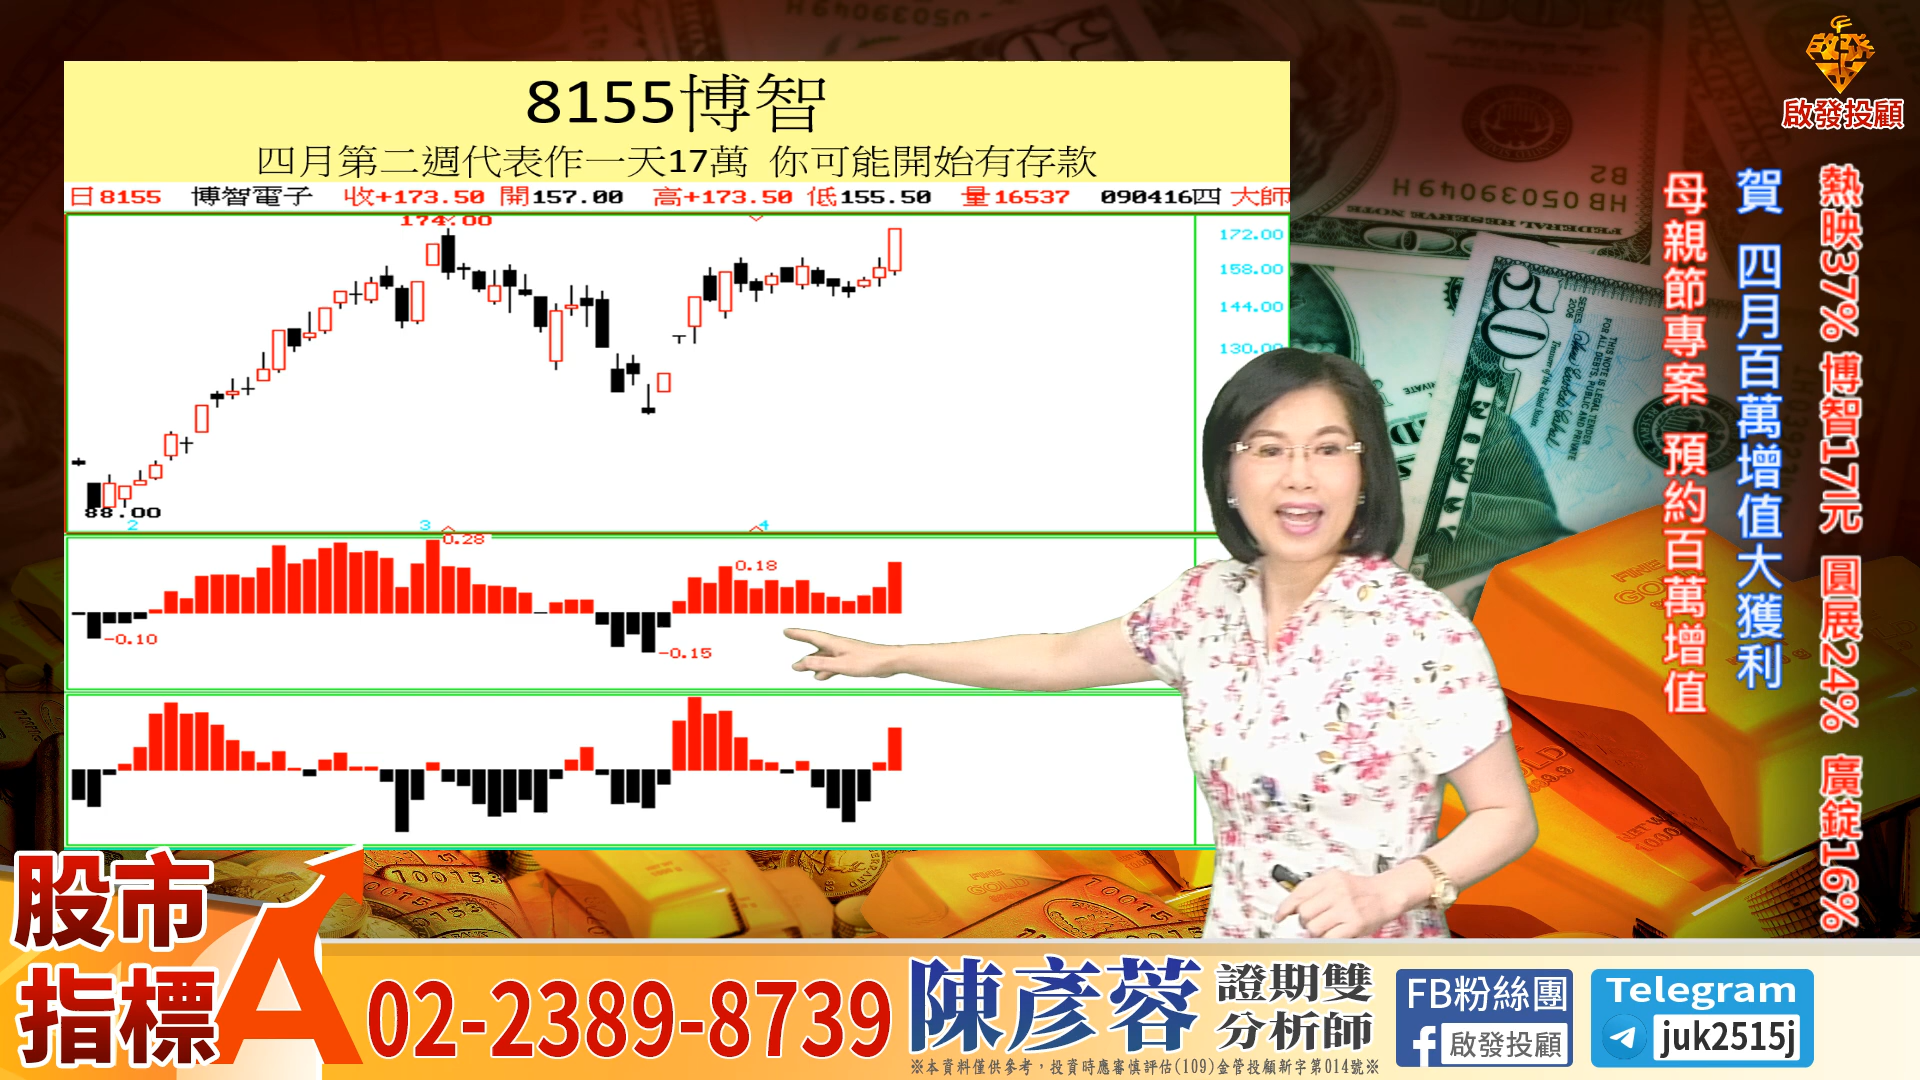 8155博智
四月第二週代表作一天17萬 你可能開始有存款
日8155 博智電子 收+173.50 開157.00 高+173.50 低155.50 量16537 090416四 大師
174.00
172.00
158.00
144.00
130.00
88.00
2
3
4
0.28
0.18
-0.10
-0.15
啟發投顧
熱映37% 博智17元 圓展24% 廣錠16%
賀 四月百萬增值大獲利
母親節專案 預約百萬增值
HB05039049H
B2
50
股市
指標
A
02-2389-8739
陳彥蓉
證期雙
分析師
※本資料僅供參考，投資時應審慎評估(109)金管投顧新字第014號※
FB粉絲團
啟發投顧
Telegram
juk2515j